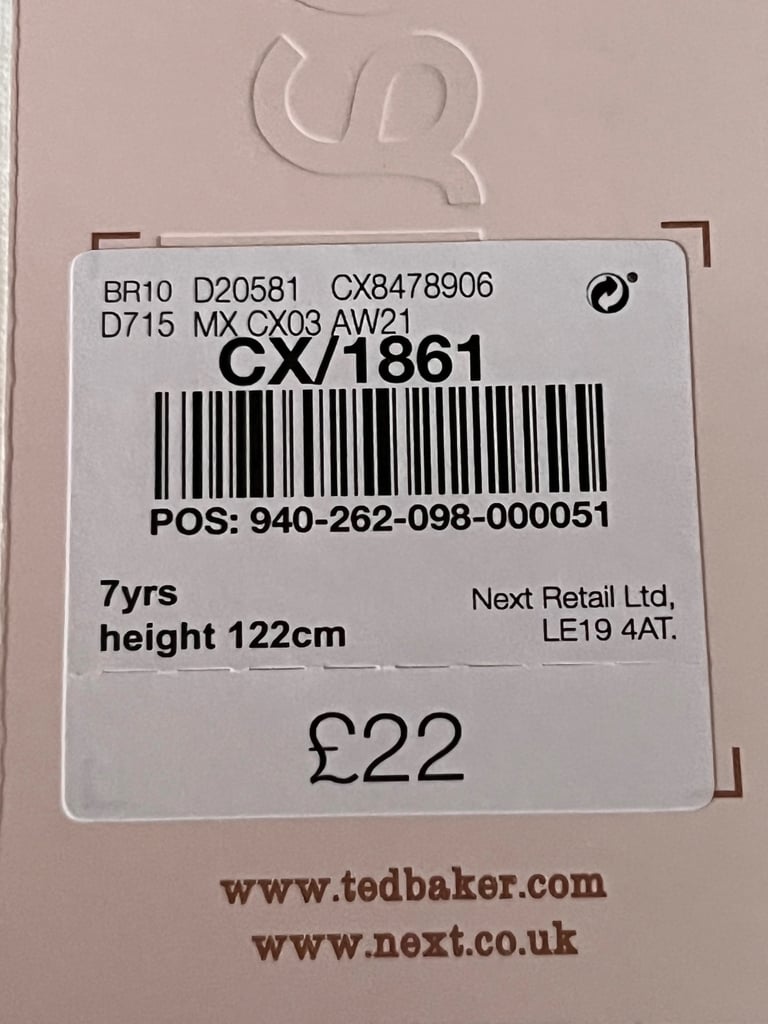 BR10 D20581 CX8478906
D715 MX CX03 AW21
CX/1861
POS: 940-262-098-000051
7yrs
height 122cm
Next Retail Ltd,
LE19 4AT.
£22
www.tedbaker.com
www.next.co.uk